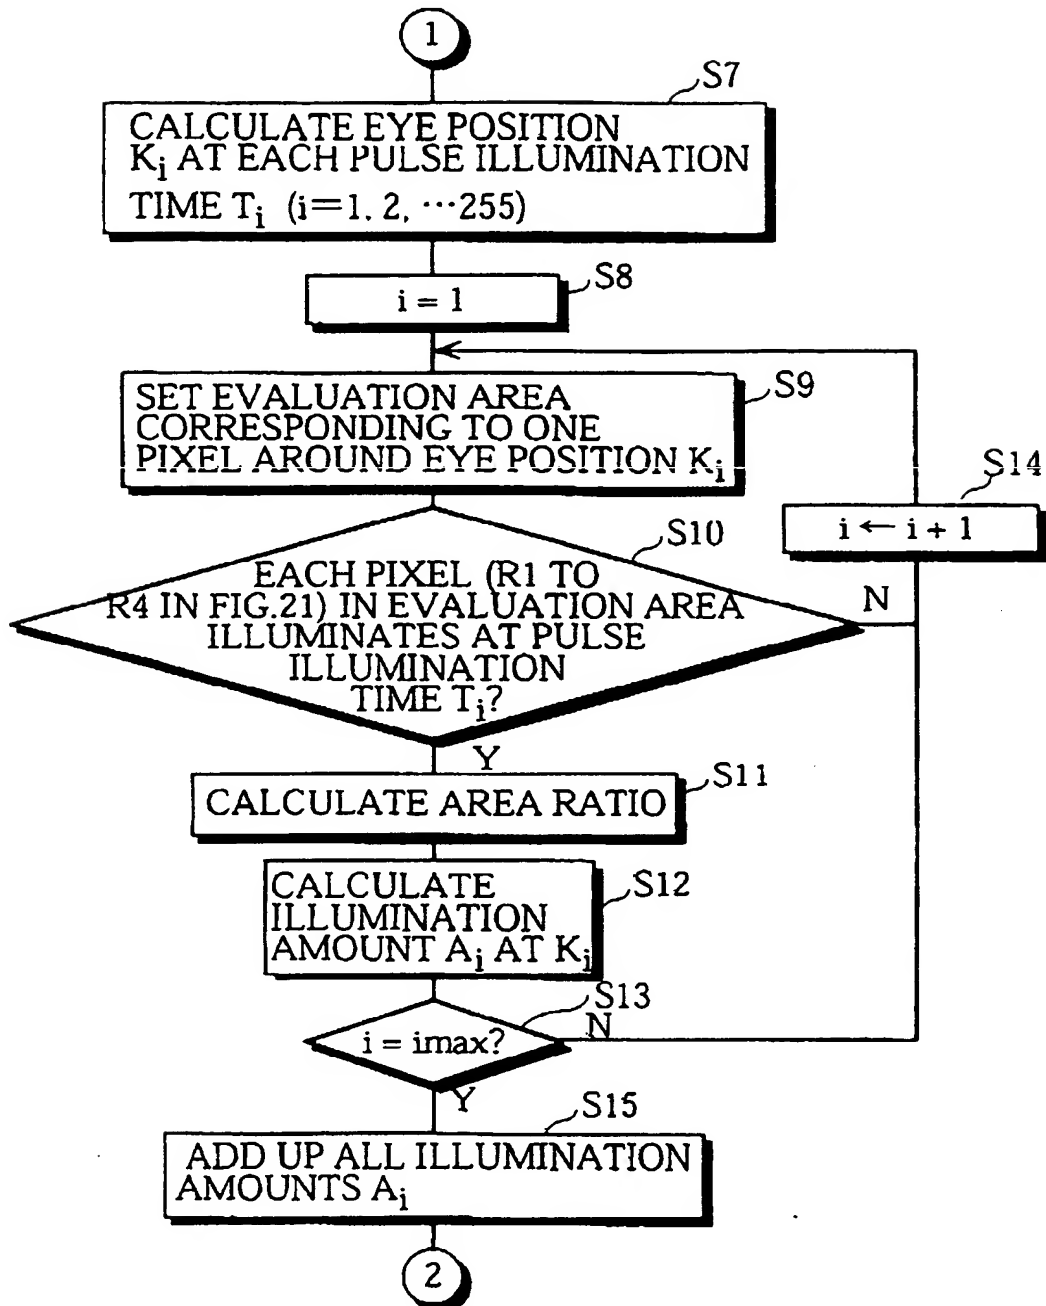 1
S7
CALCULATE EYE POSITION
Ki AT EACH PULSE ILLUMINATION
TIME Ti (i=1, 2, ···255)
S8
i = 1
S9
SET EVALUATION AREA
CORRESPONDING TO ONE
PIXEL AROUND EYE POSITION Ki
S14
i ← i + 1
S10
EACH PIXEL (R1 TO
R4 IN FIG.21) IN EVALUATION AREA
ILLUMINATES AT PULSE
ILLUMINATION
TIME Ti?
N
Y
S11
CALCULATE AREA RATIO
S12
CALCULATE
ILLUMINATION
AMOUNT Ai AT Ki
S13
i = imax?
N
Y
S15
ADD UP ALL ILLUMINATION
AMOUNTS Ai
2